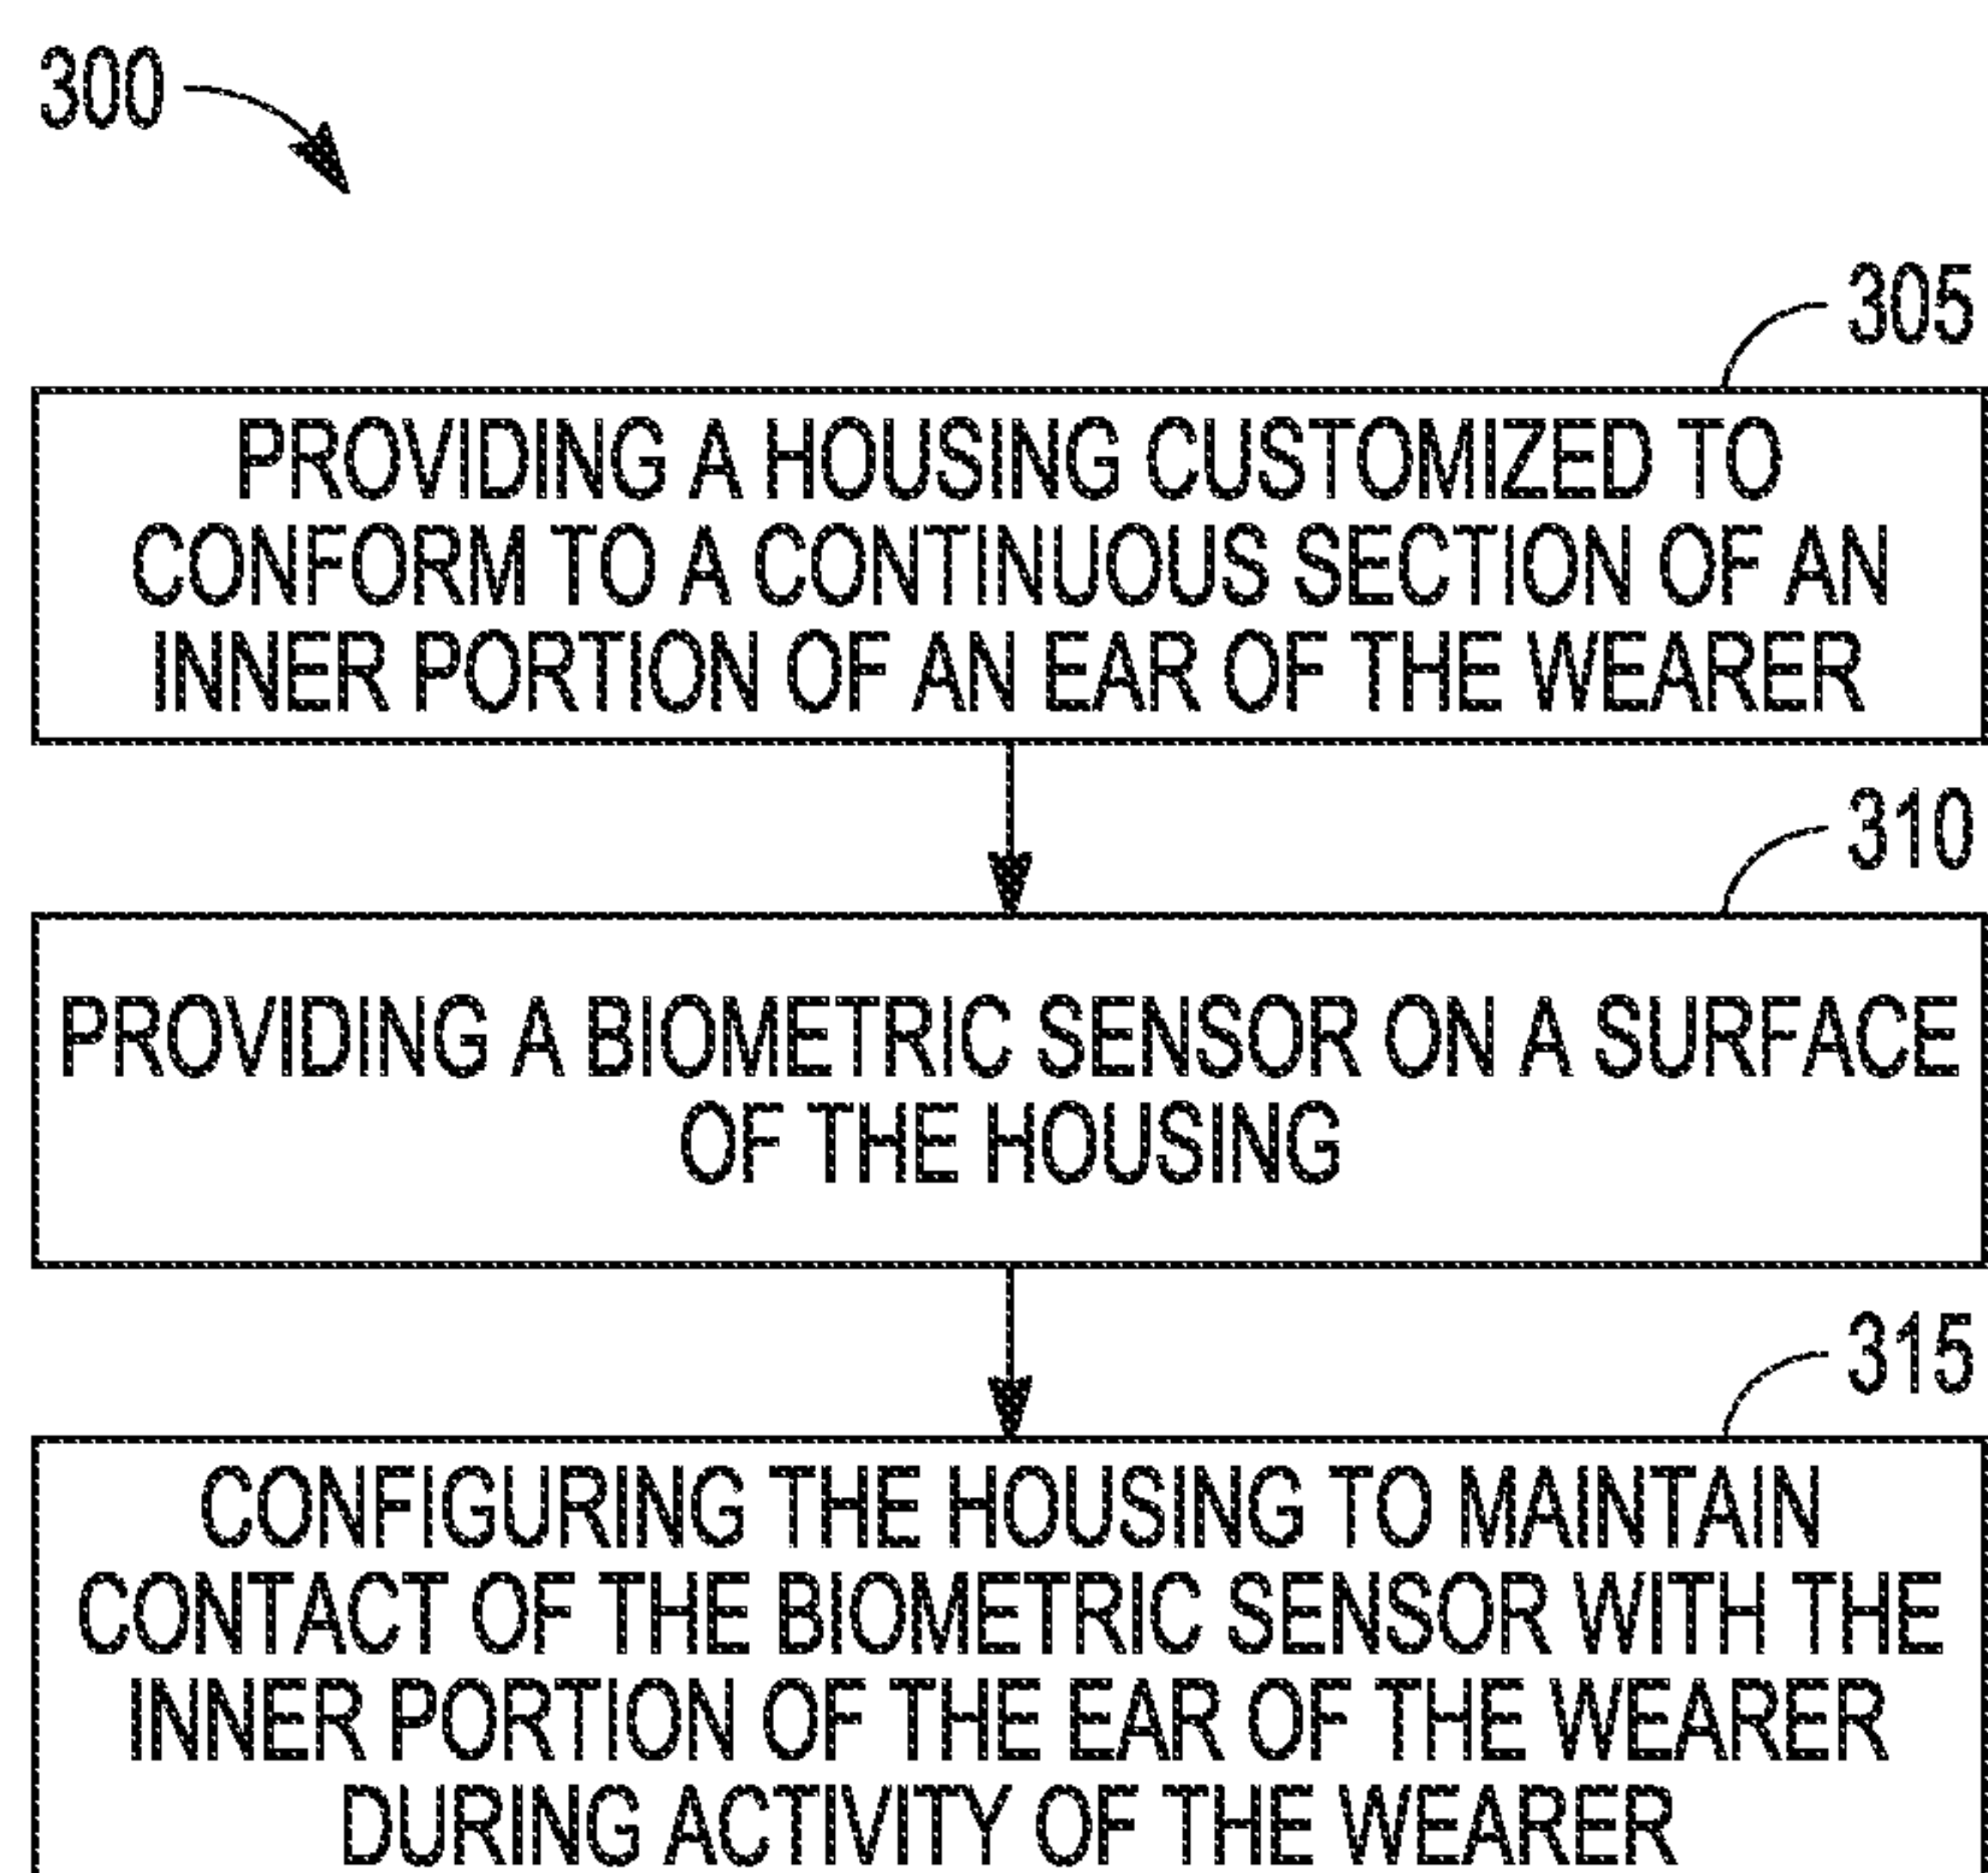 300
305
PROVIDING A HOUSING CUSTOMIZED TO
CONFORM TO A CONTINUOUS SECTION OF AN
INNER PORTION OF AN EAR OF THE WEARER
310
PROVIDING A BIOMETRIC SENSOR ON A SURFACE
OF THE HOUSING
315
CONFIGURING THE HOUSING TO MAINTAIN
CONTACT OF THE BIOMETRIC SENSOR WITH THE
INNER PORTION OF THE EAR OF THE WEARER
DURING ACTIVITY OF THE WEARER